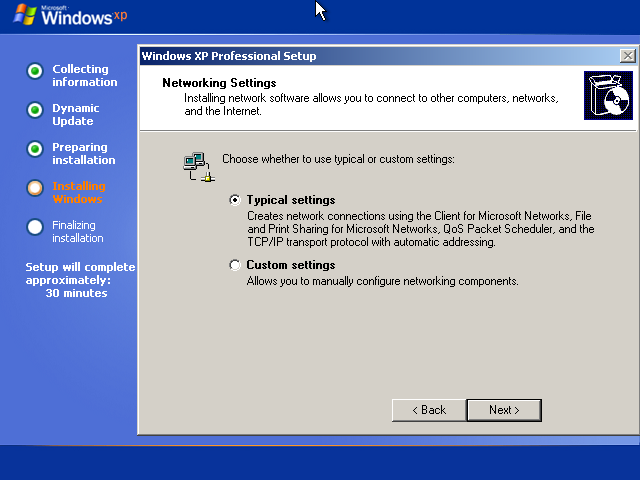 Microsoft
Windows xp
Windows XP Professional Setup
Collecting
information
Dynamic
Update
Preparing
installation
Installing
Windows
Finalizing
installation
Setup will complete
approximately:
30 minutes
Networking Settings
Installing network software allows you to connect to other computers, networks,
and the Internet.
Choose whether to use typical or custom settings:
Typical settings
Creates network connections using the Client for Microsoft Networks, File
and Print Sharing for Microsoft Networks, QoS Packet Scheduler, and the
TCP/IP transport protocol with automatic addressing.
Custom settings
Allows you to manually configure networking components.
< Back
Next >